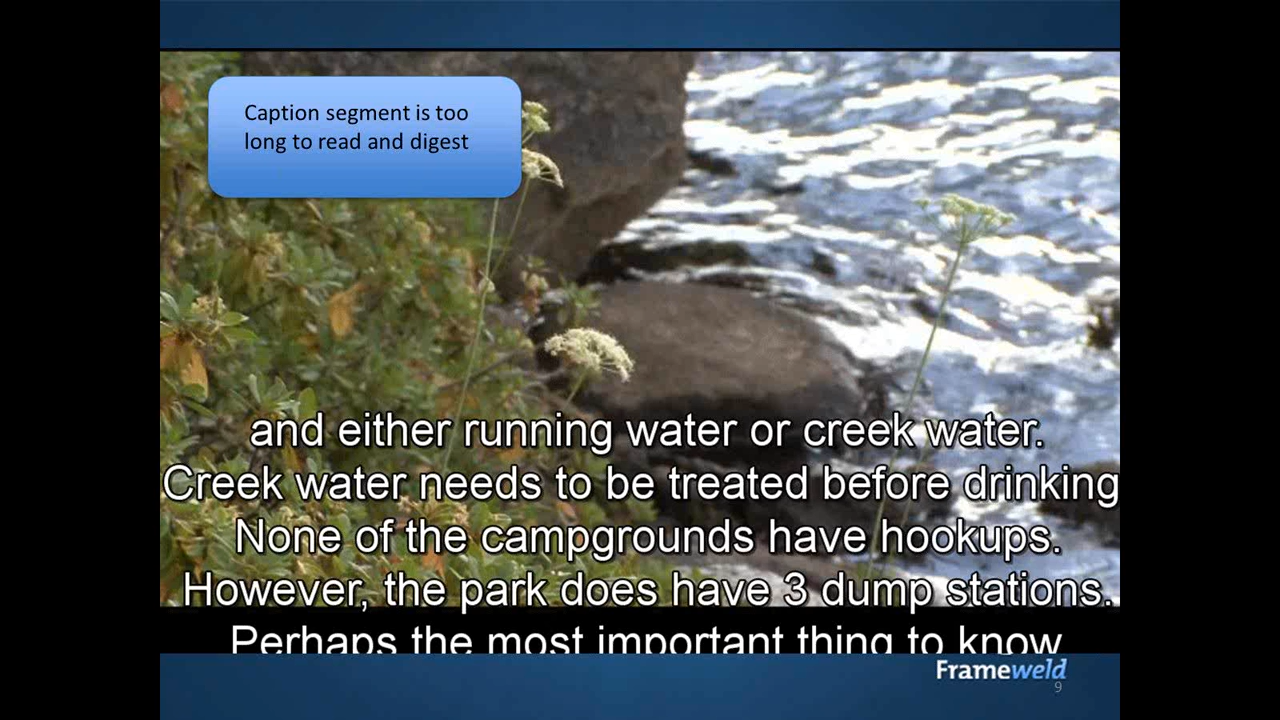 Caption segment is too
long to read and digest
and either running water or creek water.
Creek water needs to be treated before drinking
None of the campgrounds have hookups.
However, the park does have 3 dump stations.
Perhaps the most important thing to know
Frameweld
9